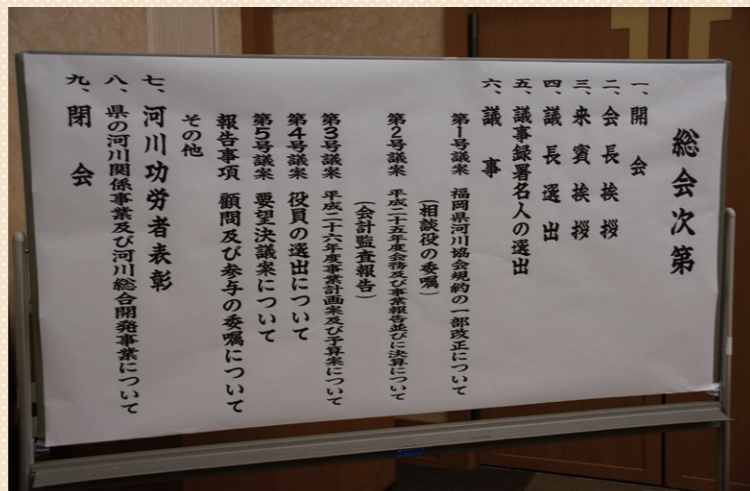 総会次第
一、開会
二、会長挨拶
三、来賓挨拶
四、議長選出
五、議事録署名人の選出
六、議事
第1号議案 福岡県河川協会規約の一部改正について
(相談役の委嘱)
第2号議案 平成二十五年度会務及び事業報告並びに決算について
(会計監査報告)
第3号議案 平成二十六年度事業計画案及び予算案について
第4号議案 役員の選出について
第5号議案 要望決議案について
報告事項 顧問及び参与の委嘱について
その他
七、河川功労者表彰
八、県の河川関係事業及び河川総合開発事業について
九、閉会